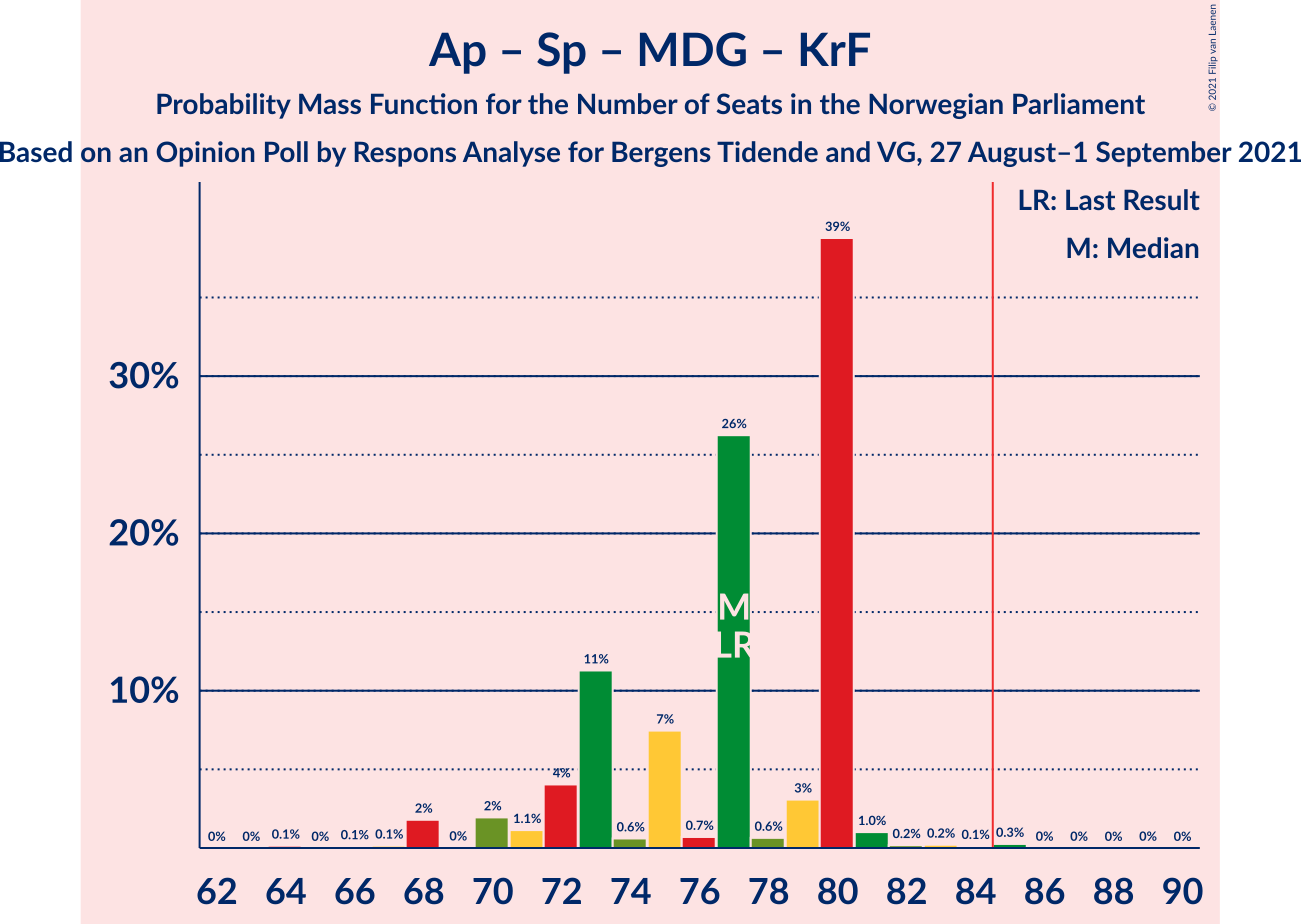 Ap – Sp – MDG – KrF
Probability Mass Function for the Number of Seats in the Norwegian Parliament
Based on an Opinion Poll by Respons Analyse for Bergens Tidende and VG, 27 August–1 September 2021
© 2021 Filip van Laenen
LR: Last Result
M: Median
30%
20%
10%
0% 0% 0.1% 0% 0.1% 0.1% 2% 0% 2% 1.1% 4% 11% 0.6% 7% 0.7% 26% 0.6% 3% 39% 1.0% 0.2% 0.2% 0.1% 0.3% 0% 0% 0% 0% 0%
M
LR
62 64 66 68 70 72 74 76 78 80 82 84 86 88 90